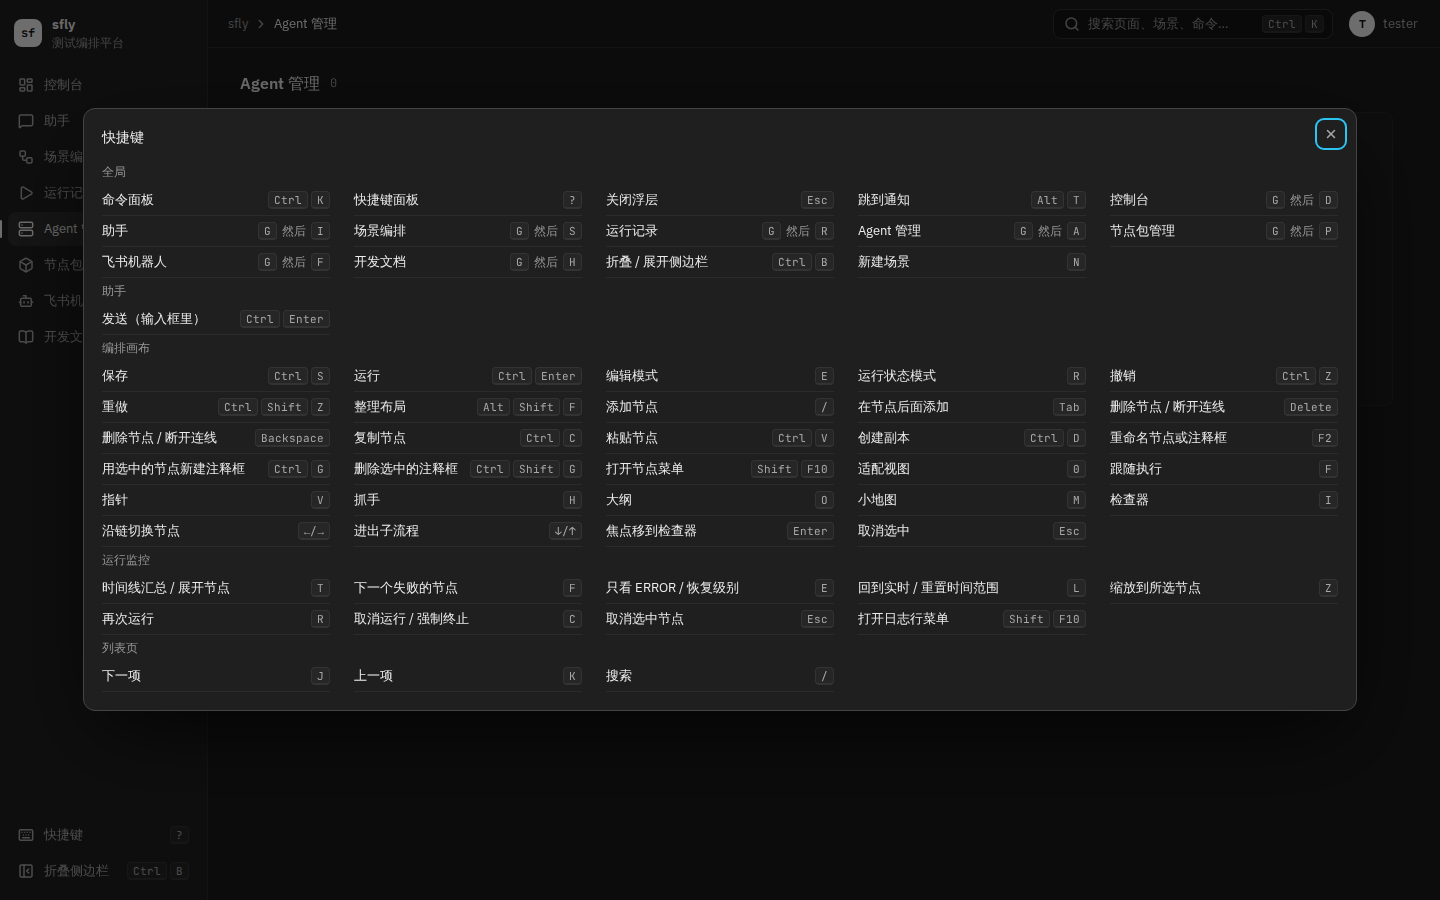 sf
sfly
测试编排平台
sfly > Agent 管理
搜索页面、场景、命令... Ctrl K
T tester
控制台
Agent 管理 0
助手
场景编
运行记
Agent
节点包
飞书机
开发文
快捷键
全局
命令面板 Ctrl K 快捷键面板 ? 关闭浮层 Esc 跳到通知 Alt T 控制台 G 然后 D
助手 G 然后 I 场景编排 G 然后 S 运行记录 G 然后 R Agent 管理 G 然后 A 节点包管理 G 然后 P
飞书机器人 G 然后 F 开发文档 G 然后 H 折叠 / 展开侧边栏 Ctrl B 新建场景 N
助手
发送（输入框里） Ctrl Enter
编排画布
保存 Ctrl S 运行 Ctrl Enter 编辑模式 E 运行状态模式 R 撤销 Ctrl Z
重做 Ctrl Shift Z 整理布局 Alt Shift F 添加节点 / 在节点后面添加 Tab 删除节点 / 断开连线 Delete
删除节点 / 断开连线 Backspace 复制节点 Ctrl C 粘贴节点 Ctrl V 创建副本 Ctrl D 重命名节点或注释框 F2
用选中的节点新建注释框 Ctrl G 删除选中的注释框 Ctrl Shift G 打开节点菜单 Shift F10 适配视图 0 跟随执行 F
指针 V 抓手 H 大纲 O 小地图 M 检查器 I
沿链切换节点 ←/→ 进出子流程 ↓/↑ 焦点移到检查器 Enter 取消选中 Esc
运行监控
时间线汇总 / 展开节点 T 下一个失败的节点 F 只看 ERROR / 恢复级别 E 回到实时 / 重置时间范围 L 缩放到所选节点 Z
再次运行 R 取消运行 / 强制终止 C 取消选中节点 Esc 打开日志行菜单 Shift F10
列表页
下一项 J 上一项 K 搜索 /
快捷键 ?
折叠侧边栏 Ctrl B